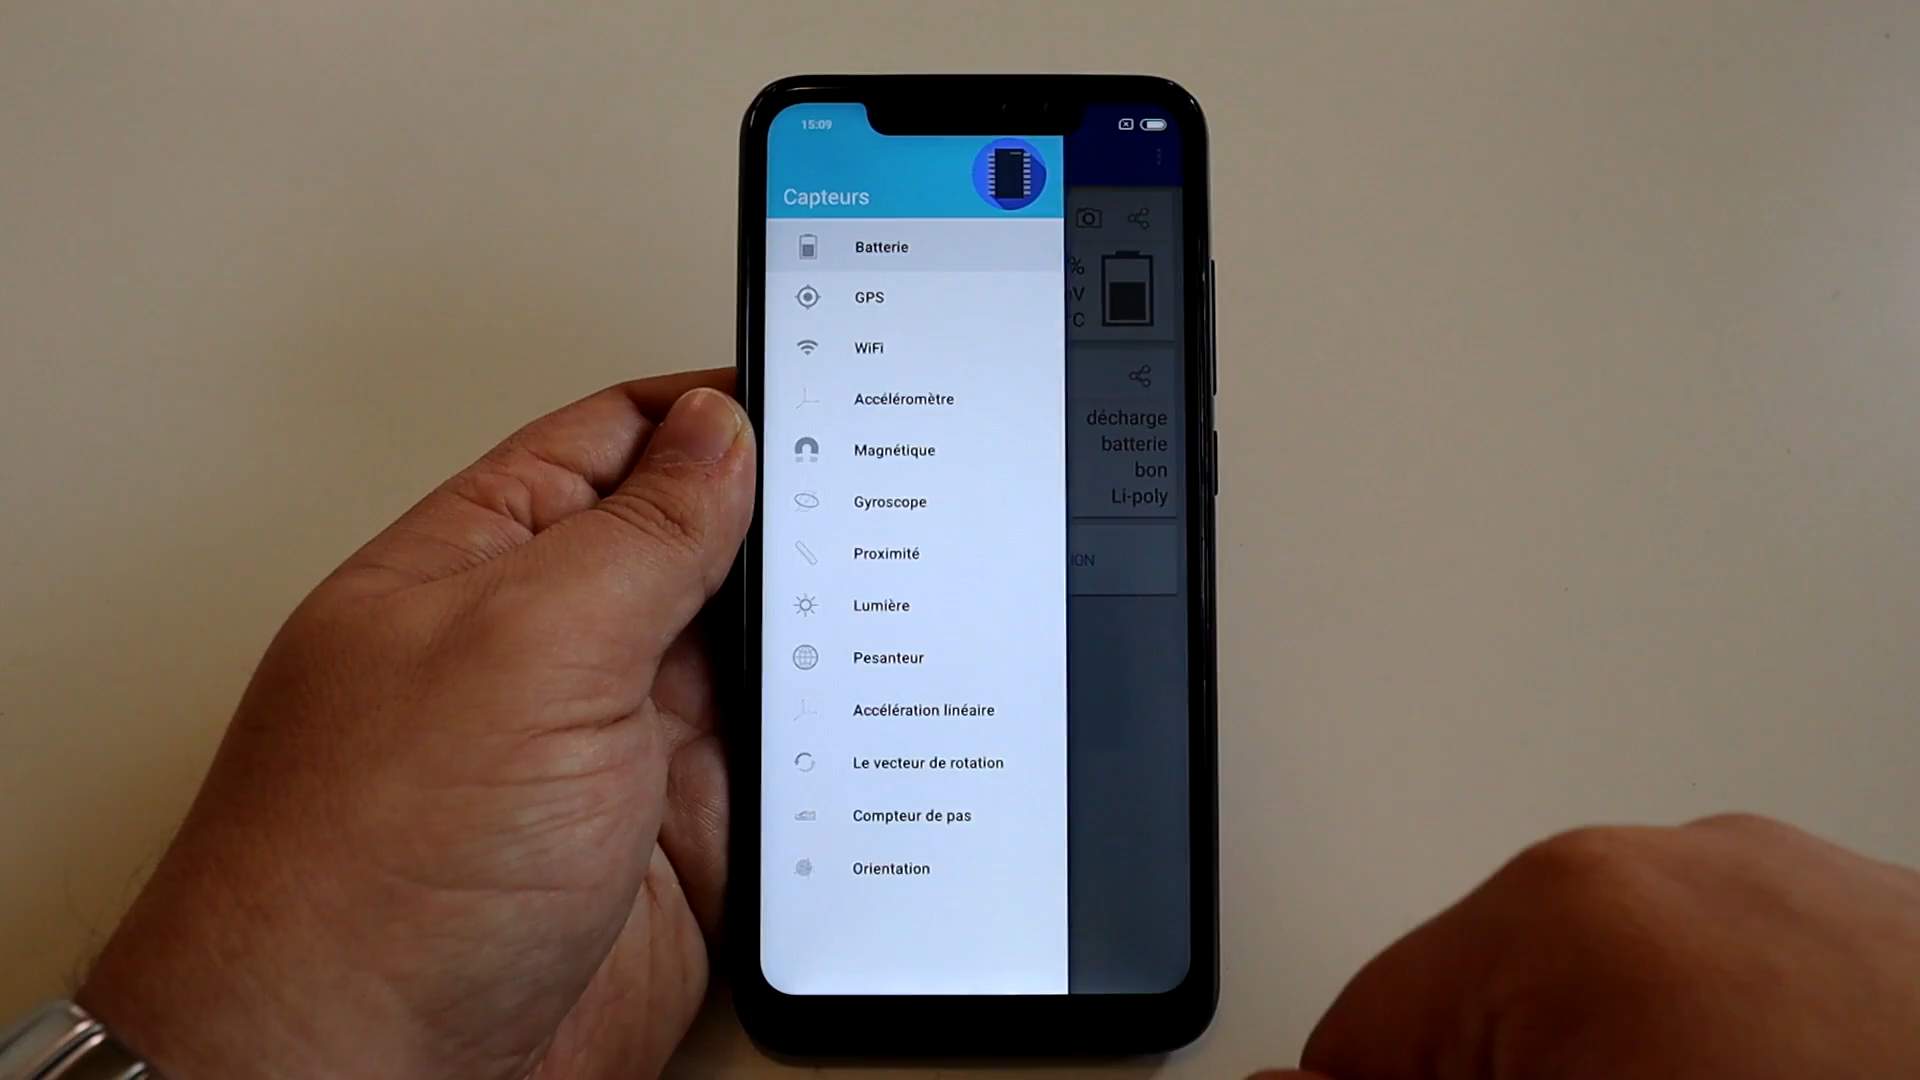 15:09
Capteurs
Batterie
GPS
WiFi
Accéléromètre
Magnétique
Gyroscope
Proximité
Lumière
Pesanteur
Accélération linéaire
Le vecteur de rotation
Compteur de pas
Orientation
%
V
°C
décharge
batterie
bon
Li-poly
ION